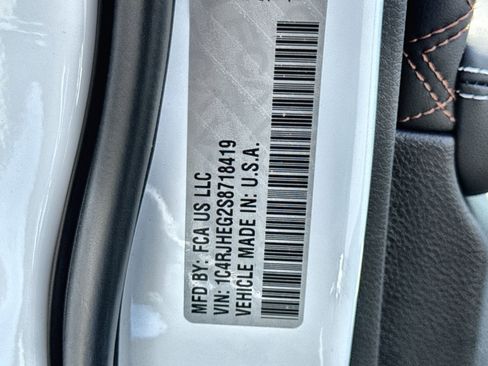 MFD BY: FCA US LLC
VIN: 1C4RJHEG2S8718419
VEHICLE MADE IN: U.S.A.